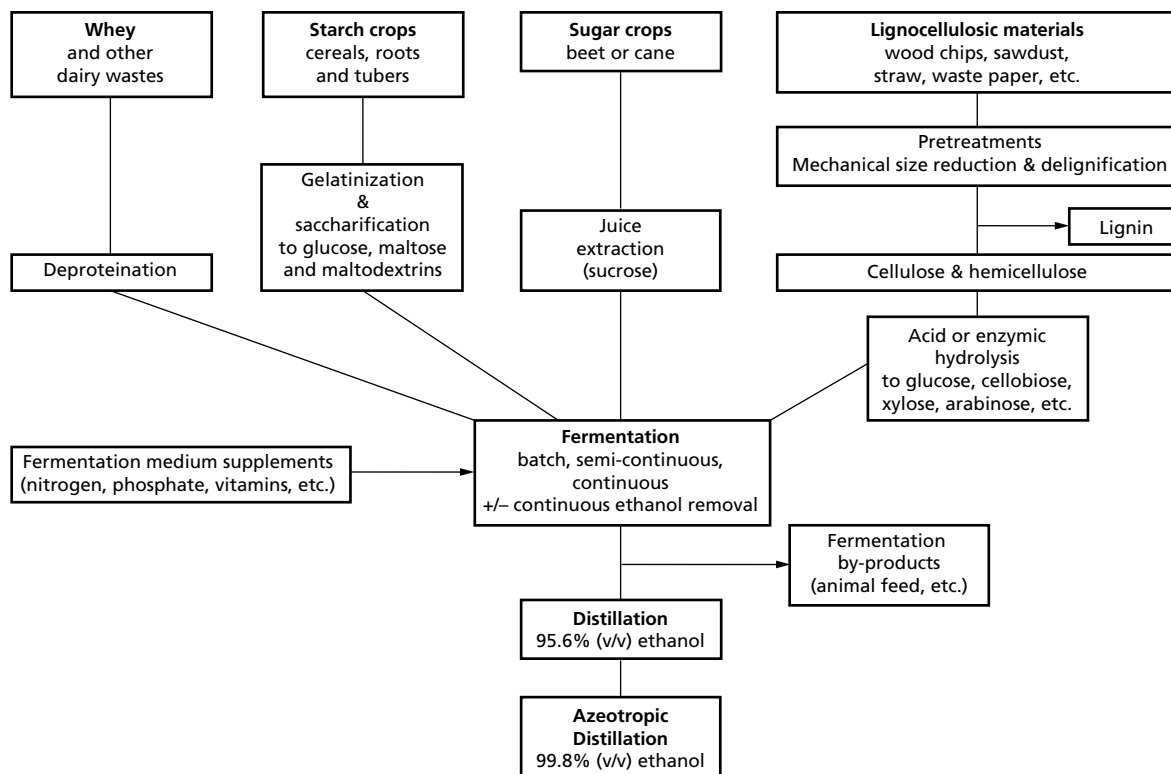 Whey
and other
dairy wastes
Starch crops
cereals, roots
and tubers
Sugar crops
beet or cane
Lignocellulosic materials
wood chips, sawdust,
straw, waste paper, etc.
Pretreatments
Mechanical size reduction & delignification
Gelatinization
&
saccharification
to glucose, maltose
and maltodextrins
Juice
extraction
(sucrose)
Lignin
Deproteination
Cellulose & hemicellulose
Acid or enzymic
hydrolysis
to glucose, cellobiose,
xylose, arabinose, etc.
Fermentation medium supplements
(nitrogen, phosphate, vitamins, etc.)
Fermentation
batch, semi-continuous,
continuous
+/– continuous ethanol removal
Fermentation
by-products
(animal feed, etc.)
Distillation
95.6% (v/v) ethanol
Azeotropic
Distillation
99.8% (v/v) ethanol